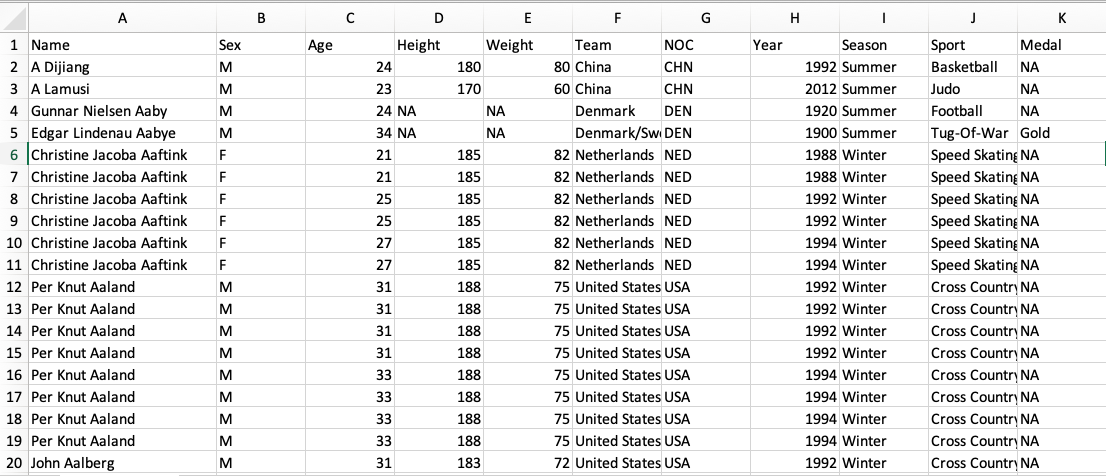 A B C D E F G H I J K
1 Name Sex Age Height Weight Team NOC Year Season Sport Medal
2 A Dijiang M 24 180 80 China CHN 1992 Summer Basketball NA
3 A Lamusi M 23 170 60 China CHN 2012 Summer Judo NA
4 Gunnar Nielsen Aaby M 24 NA NA Denmark DEN 1920 Summer Football NA
5 Edgar Lindenau Aabye M 34 NA NA Denmark/Swe DEN 1900 Summer Tug-Of-War Gold
6 Christine Jacoba Aaftink F 21 185 82 Netherlands NED 1988 Winter Speed Skating NA
7 Christine Jacoba Aaftink F 21 185 82 Netherlands NED 1988 Winter Speed Skating NA
8 Christine Jacoba Aaftink F 25 185 82 Netherlands NED 1992 Winter Speed Skating NA
9 Christine Jacoba Aaftink F 25 185 82 Netherlands NED 1992 Winter Speed Skating NA
10 Christine Jacoba Aaftink F 27 185 82 Netherlands NED 1994 Winter Speed Skating NA
11 Christine Jacoba Aaftink F 27 185 82 Netherlands NED 1994 Winter Speed Skating NA
12 Per Knut Aaland M 31 188 75 United States USA 1992 Winter Cross Country NA
13 Per Knut Aaland M 31 188 75 United States USA 1992 Winter Cross Country NA
14 Per Knut Aaland M 31 188 75 United States USA 1992 Winter Cross Country NA
15 Per Knut Aaland M 31 188 75 United States USA 1992 Winter Cross Country NA
16 Per Knut Aaland M 33 188 75 United States USA 1994 Winter Cross Country NA
17 Per Knut Aaland M 33 188 75 United States USA 1994 Winter Cross Country NA
18 Per Knut Aaland M 33 188 75 United States USA 1994 Winter Cross Country NA
19 Per Knut Aaland M 33 188 75 United States USA 1994 Winter Cross Country NA
20 John Aalberg M 31 183 72 United States USA 1992 Winter Cross Country NA